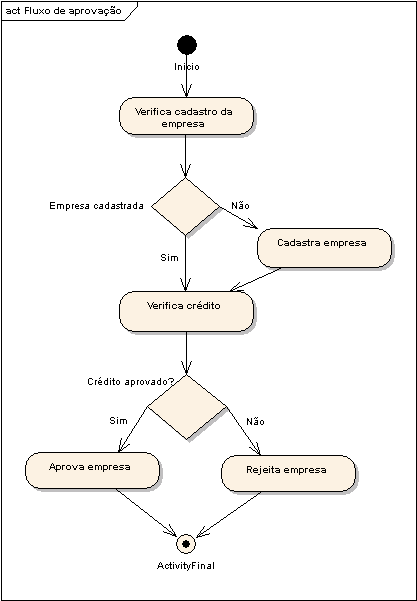 act Fluxo de aprovação
Início
Verifica cadastro da
empresa
Empresa cadastrada
Não
Sim
Cadastra empresa
Verifica crédito
Crédito aprovado?
Sim
Não
Aprova empresa
Rejeita empresa
ActivityFinal